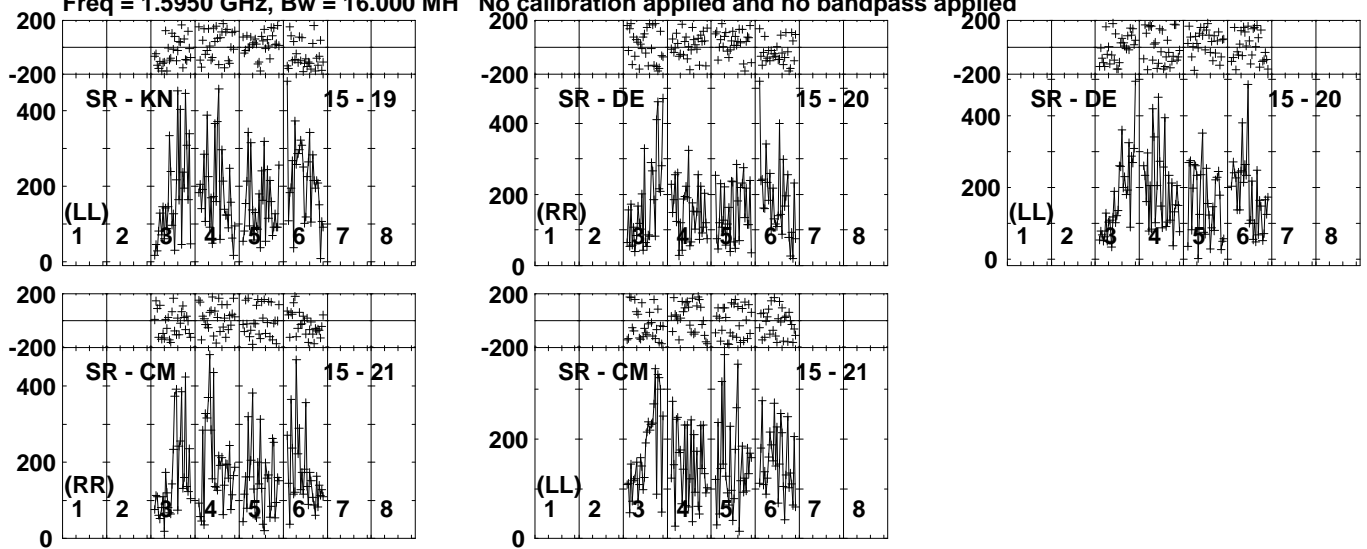 Freq = 1.5950 GHz, Bw = 16.000 MH No calibration applied and no bandpass applied
200
-200
SR - KN 15 - 19
400
200
(LL)
1 2 3 4 5 6 7 8
0
200
-200
SR - DE 15 - 20
400
200
(RR)
1 2 3 4 5 6 7 8
0
200
-200
SR - DE 15 - 20
400
200
(LL)
1 2 3 4 5 6 7 8
0
200
-200
SR - CM 15 - 21
400
200
(RR)
1 2 3 4 5 6 7 8
0
200
-200
SR - CM 15 - 21
200
(LL)
1 2 3 4 5 6 7 8
0